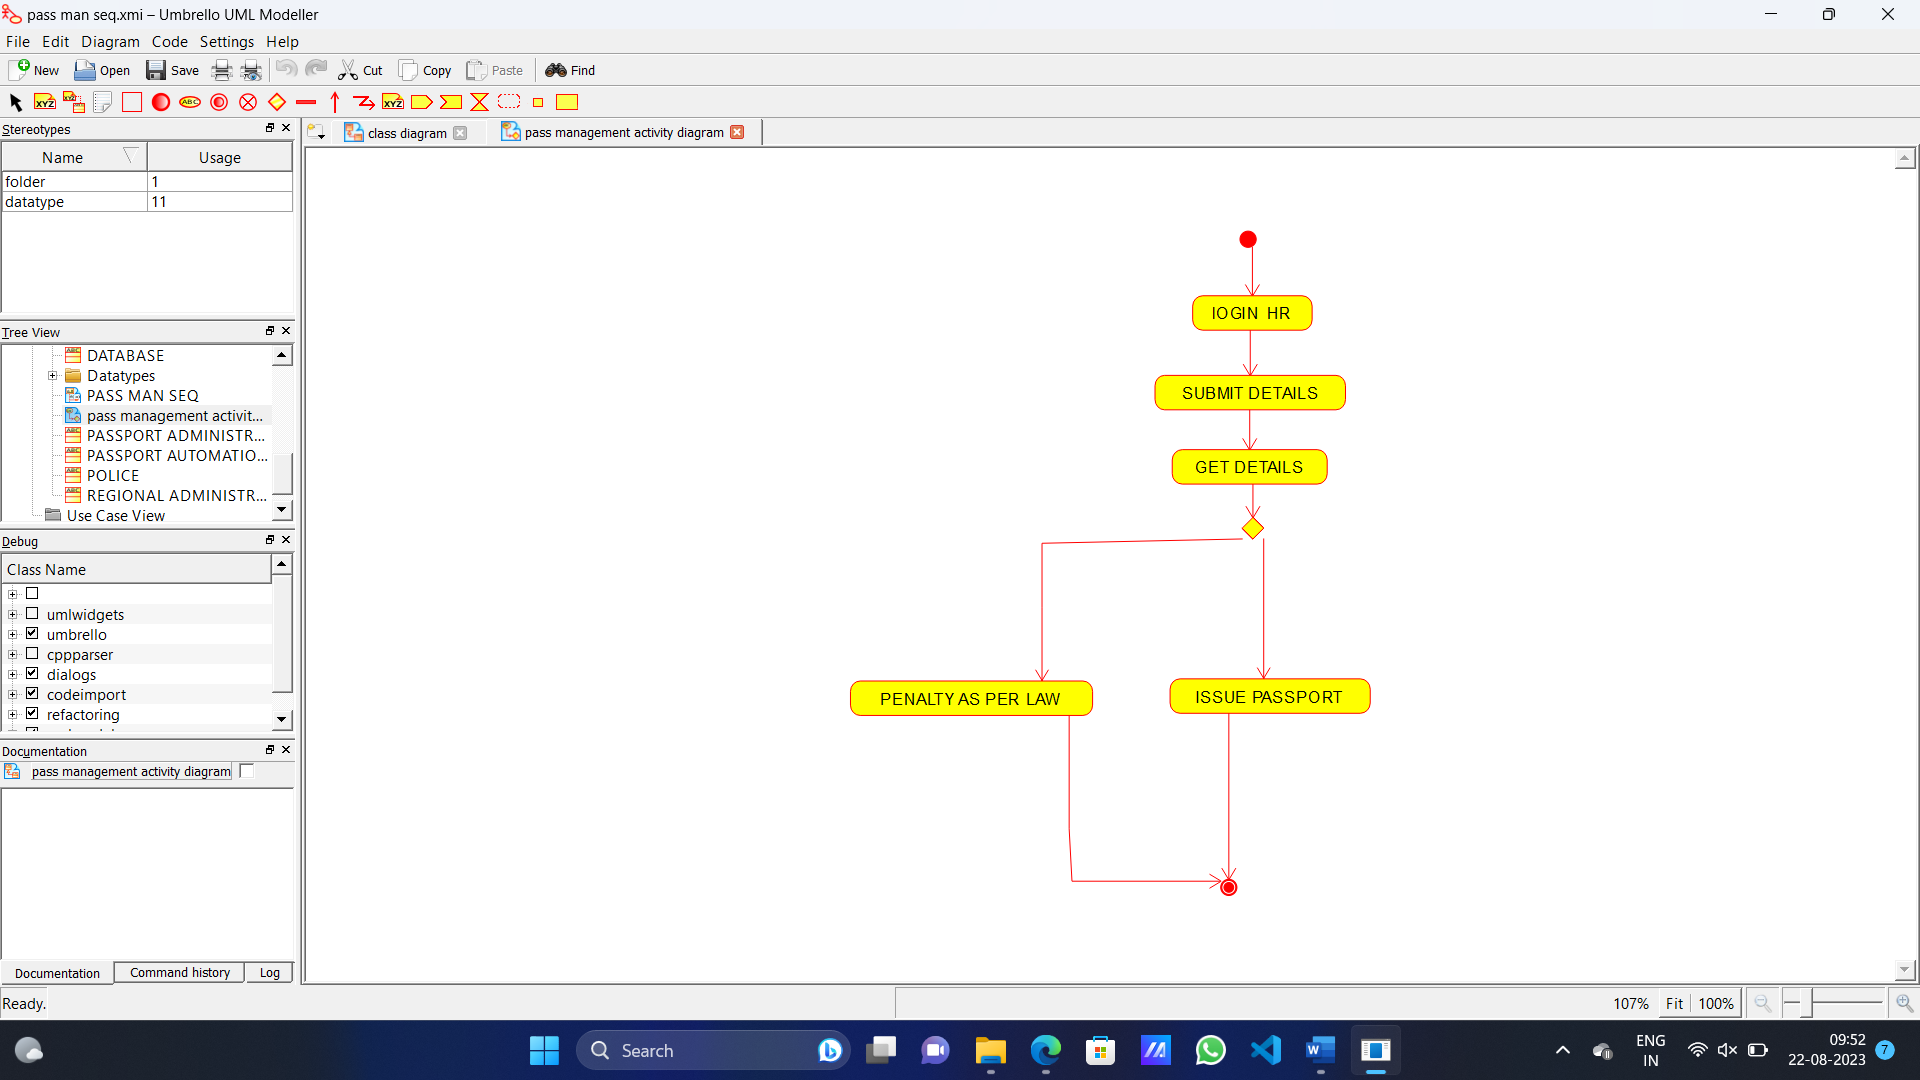 pass man seq.xmi – Umbrello UML Modeller
File Edit Diagram Code Settings Help
New Open Save Cut Copy Paste Find
XYZ XYZ ABC XYZ
Stereotypes
Name Usage
folder 1
datatype 11
Tree View
DATABASE
Datatypes
PASS MAN SEQ
pass management activit...
PASSPORT ADMINISTR...
PASSPORT AUTOMATIO...
POLICE
REGIONAL ADMINISTR...
Use Case View
Debug
Class Name
umlwidgets
umbrello
cppparser
dialogs
codeimport
refactoring
Documentation
pass management activity diagram
Documentation Command history Log
class diagram pass management activity diagram
lOGIN HR
SUBMIT DETAILS
GET DETAILS
PENALTY AS PER LAW
ISSUE PASSPORT
Ready.
107% Fit 100%
Search
ENG
IN
09:52
22-08-2023
7